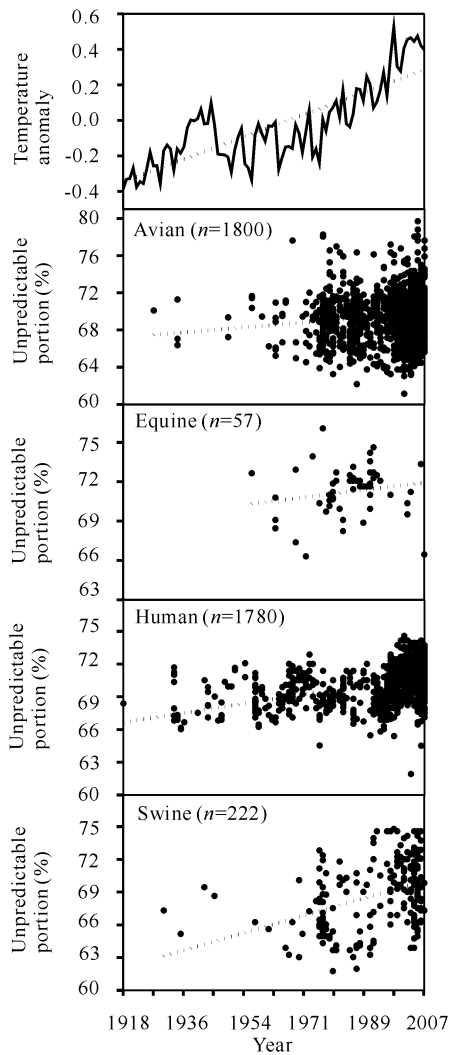 Temperature
anomaly
0.6
0.4
0.2
0.0
-0.2
-0.4
Avian (n=1800)
Unpredictable
portion (%)
80
76
72
68
64
60
Equine (n=57)
Unpredictable
portion (%)
75
72
69
66
63
Human (n=1780)
Unpredictable
portion (%)
75
72
69
66
63
60
Swine (n=222)
Unpredictable
portion (%)
75
72
69
66
63
60
1918 1936 1954 1971 1989 2007
Year